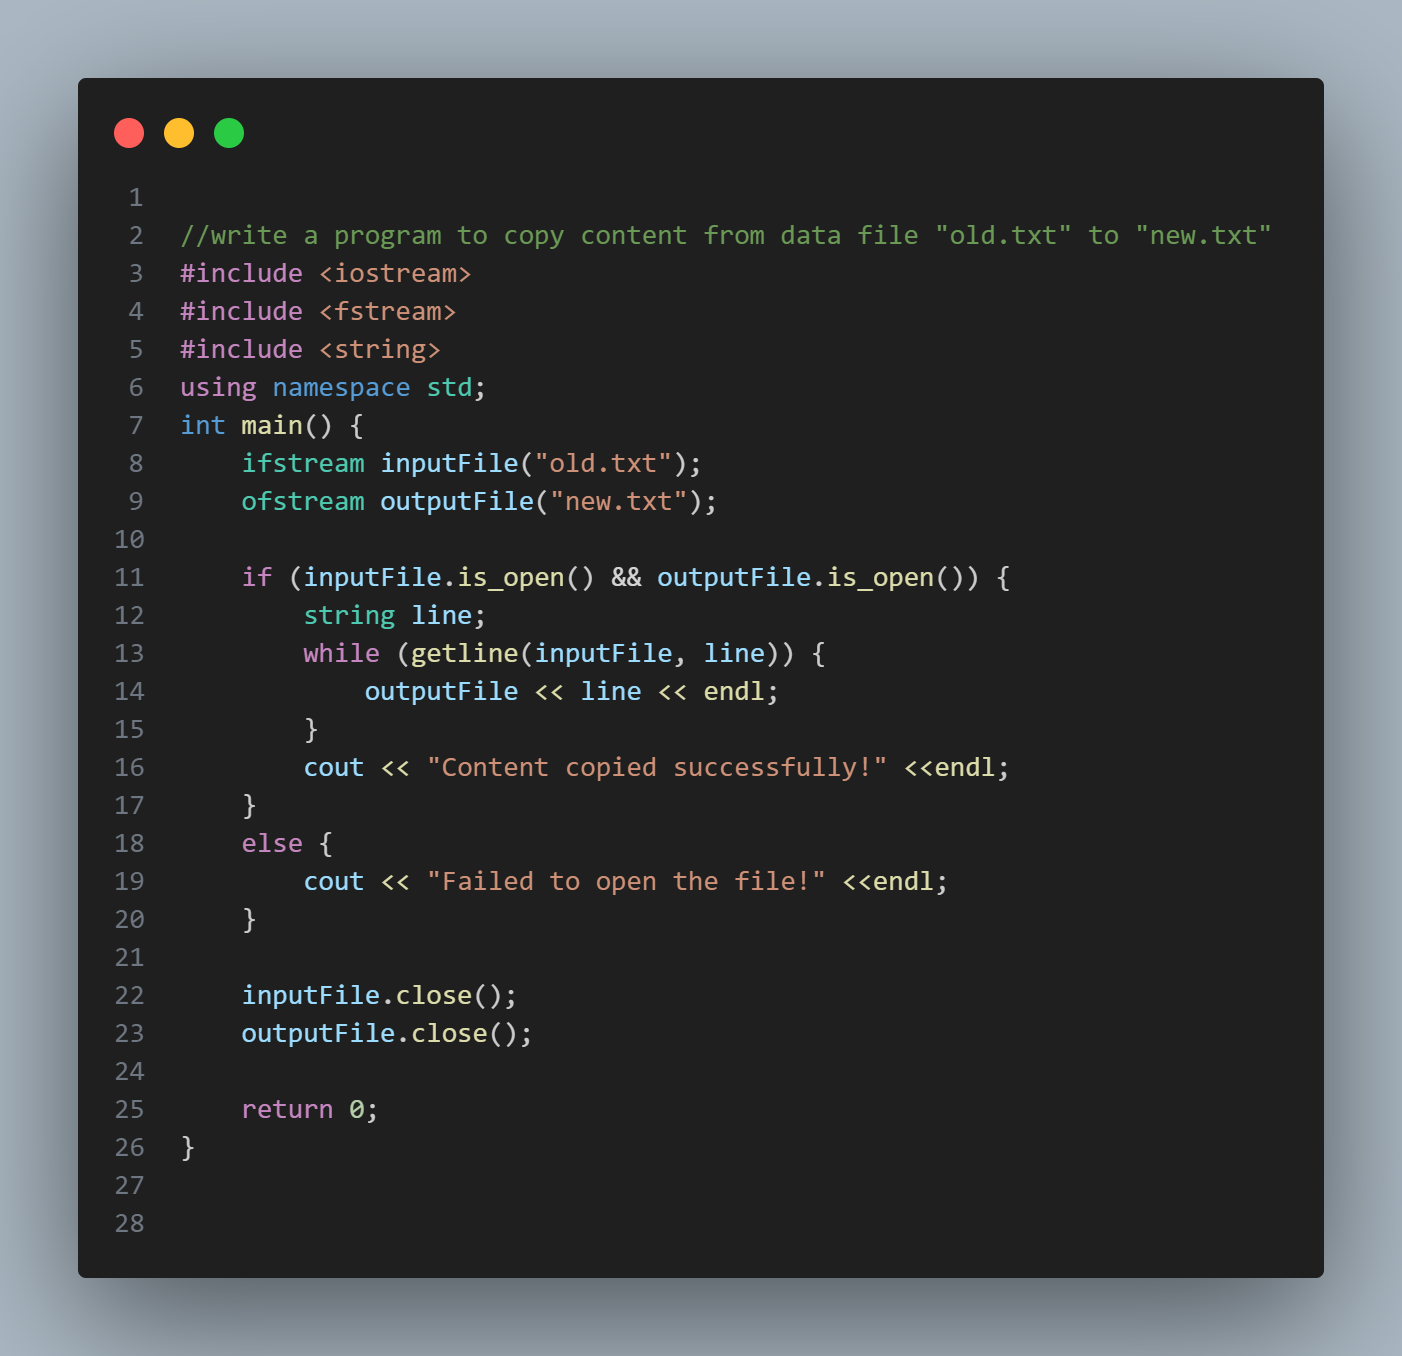 1
2 //write a program to copy content from data file "old.txt" to "new.txt"
3 #include <iostream>
4 #include <fstream>
5 #include <string>
6 using namespace std;
7 int main() {
8     ifstream inputFile("old.txt");
9     ofstream outputFile("new.txt");
10
11     if (inputFile.is_open() && outputFile.is_open()) {
12         string line;
13         while (getline(inputFile, line)) {
14             outputFile << line << endl;
15         }
16         cout << "Content copied successfully!" <<endl;
17     }
18     else {
19         cout << "Failed to open the file!" <<endl;
20     }
21
22     inputFile.close();
23     outputFile.close();
24
25     return 0;
26 }
27
28